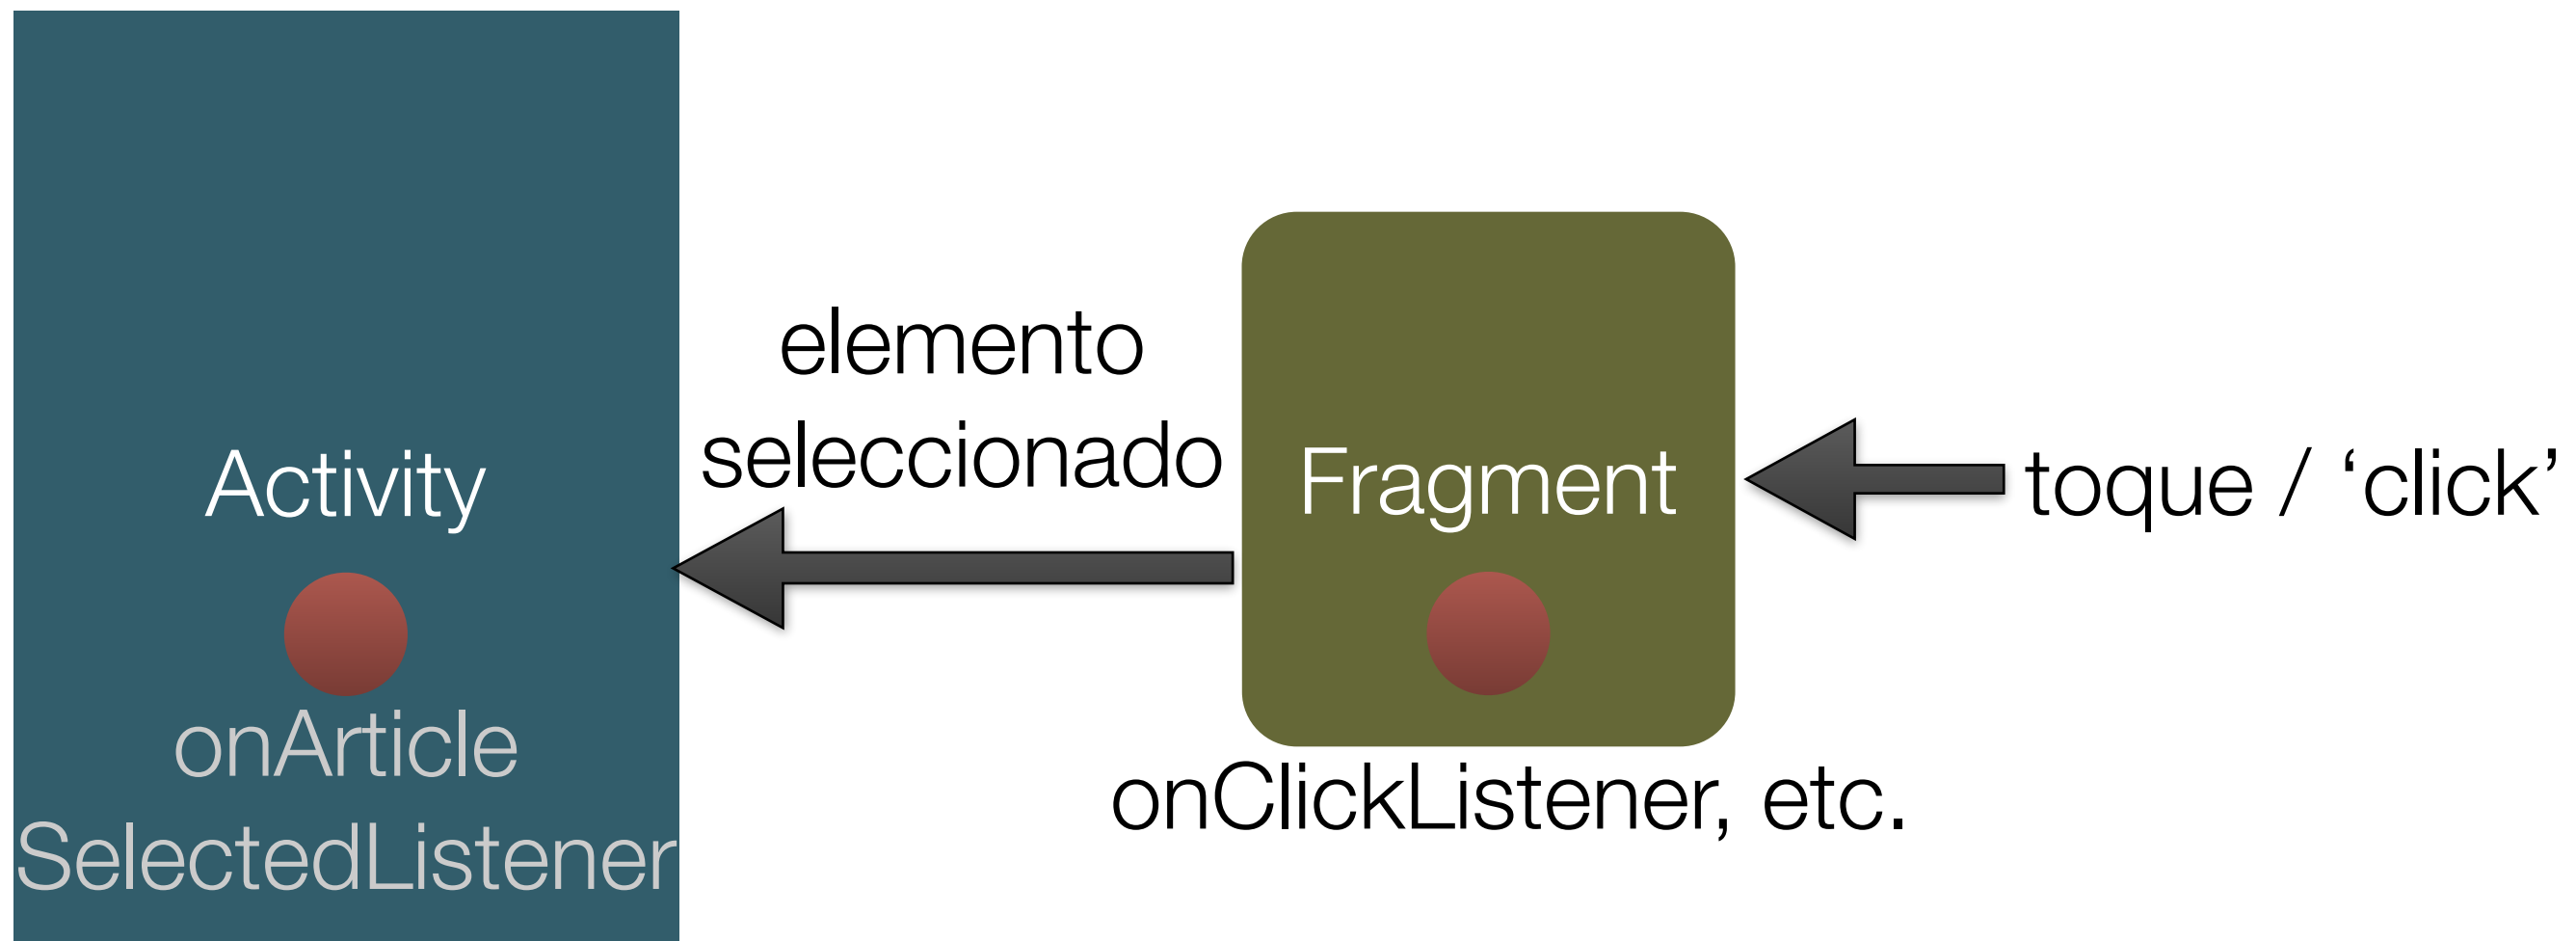 Activity
onArticle
SelectedListener
elemento
seleccionado
Fragment
onClickListener, etc.
toque / ‘click’